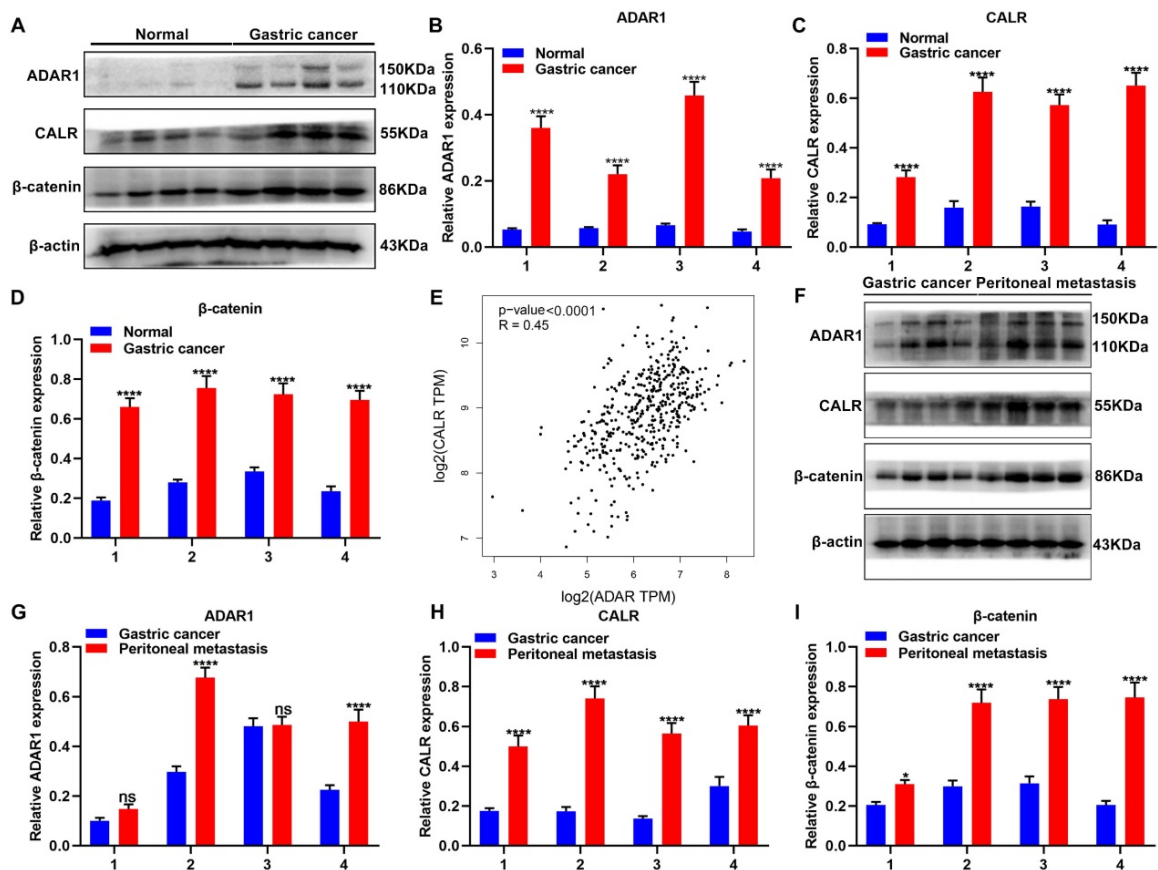 A
Normal Gastric cancer
ADAR1
150KDa
110KDa
CALR
55KDa
β-catenin
86KDa
β-actin
43KDa
B
ADAR1
Normal
Gastric cancer
Relative ADAR1 expression
0.6
0.4
0.2
0.0
****
****
****
****
1 2 3 4
C
CALR
Normal
Gastric cancer
Relative CALR expression
0.8
0.6
0.4
0.2
0.0
****
****
****
****
1 2 3 4
D
β-catenin
Normal
Gastric cancer
Relative β-catenin expression
1.0
0.8
0.6
0.4
0.2
0.0
****
****
****
****
1 2 3 4
E
p-value<0.0001
R = 0.45
log2(CALR TPM)
10
9
8
7
3 4 5 6 7 8
log2(ADAR TPM)
F
Gastric cancer Peritoneal metastasis
ADAR1
150KDa
110KDa
CALR
55KDa
β-catenin
86KDa
β-actin
43KDa
G
ADAR1
Gastric cancer
Peritoneal metastasis
Relative ADAR1 expression
0.8
0.6
0.4
0.2
0.0
ns
****
ns
****
1 2 3 4
H
CALR
Gastric cancer
Peritoneal metastasis
Relative CALR expression
1.0
0.8
0.6
0.4
0.2
0.0
****
****
****
****
1 2 3 4
I
β-catenin
Gastric cancer
Peritoneal metastasis
Relative β-catenin expression
1.0
0.8
0.6
0.4
0.2
0.0
*
****
****
****
1 2 3 4